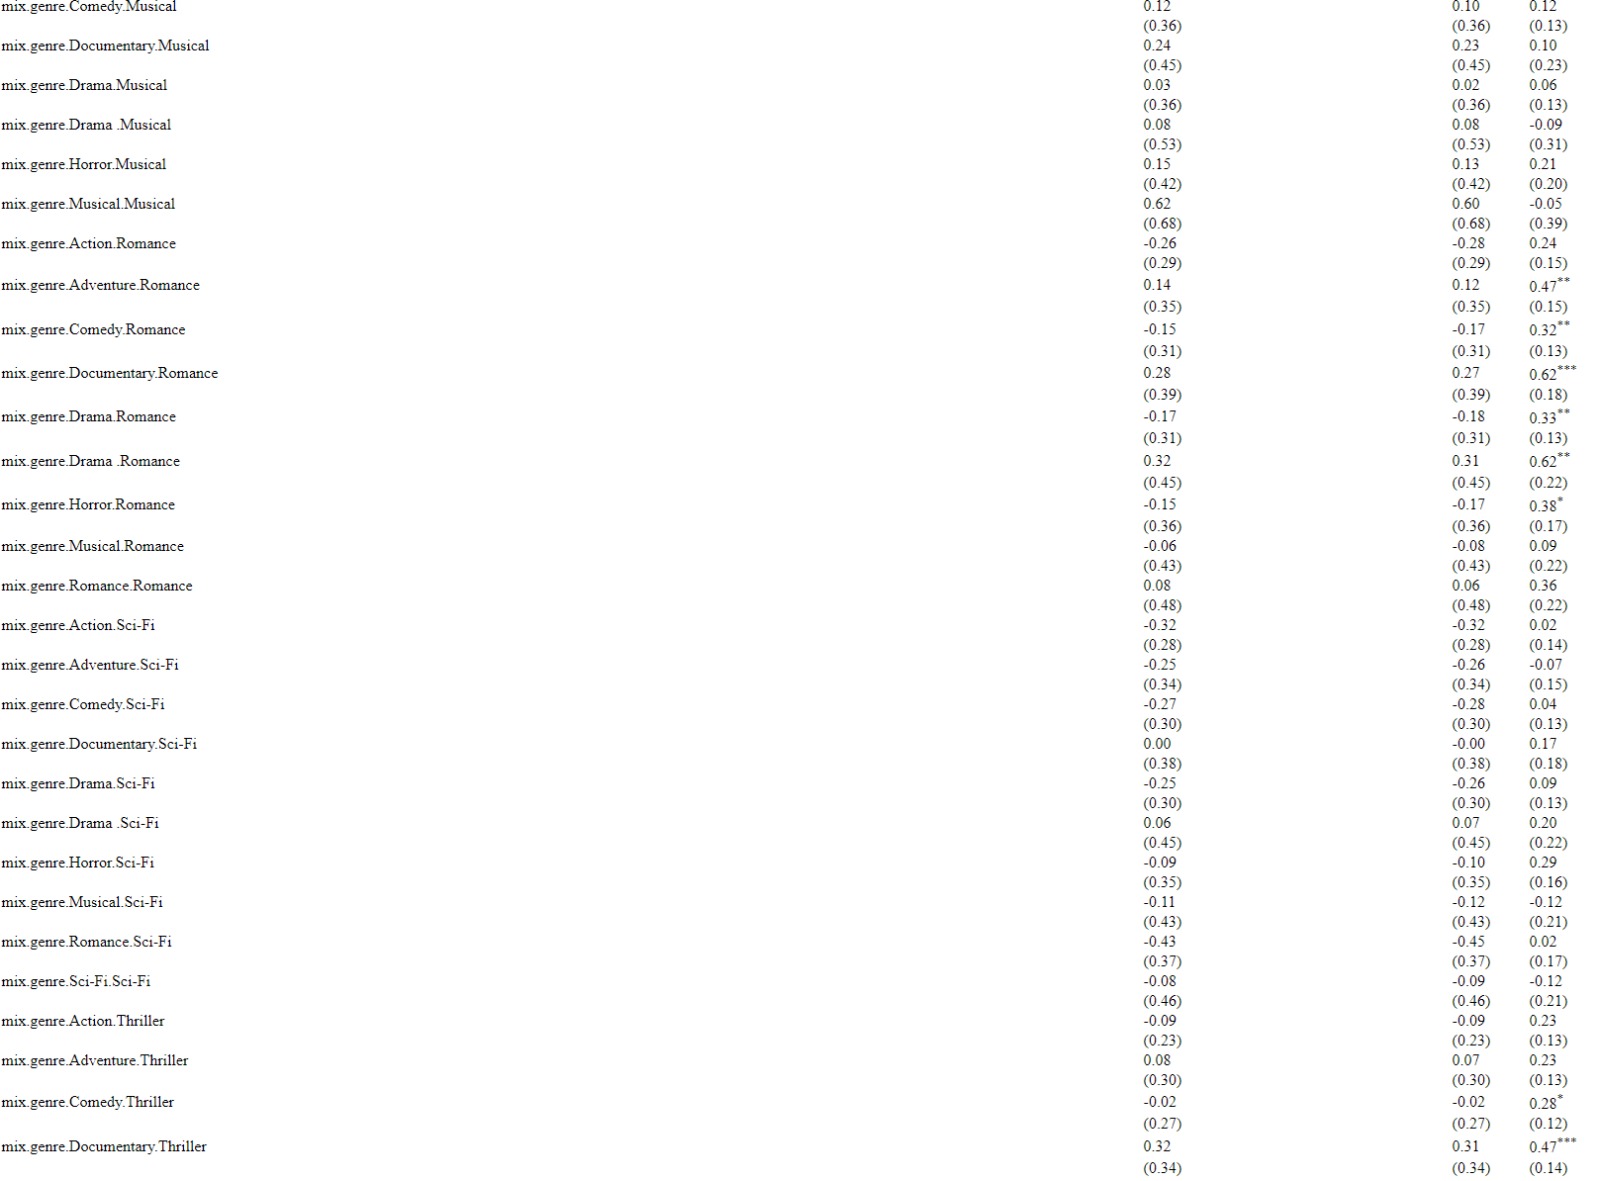 mix.genre.Comedy.Musical 0.12 0.10 0.12
(0.36) (0.36) (0.13)
mix.genre.Documentary.Musical 0.24 0.23 0.10
(0.45) (0.45) (0.23)
mix.genre.Drama.Musical 0.03 0.02 0.06
(0.36) (0.36) (0.13)
mix.genre.Drama .Musical 0.08 0.08 -0.09
(0.53) (0.53) (0.31)
mix.genre.Horror.Musical 0.15 0.13 0.21
(0.42) (0.42) (0.20)
mix.genre.Musical.Musical 0.62 0.60 -0.05
(0.68) (0.68) (0.39)
mix.genre.Action.Romance -0.26 -0.28 0.24
(0.29) (0.29) (0.15)
mix.genre.Adventure.Romance 0.14 0.12 0.47**
(0.35) (0.35) (0.15)
mix.genre.Comedy.Romance -0.15 -0.17 0.32**
(0.31) (0.31) (0.13)
mix.genre.Documentary.Romance 0.28 0.27 0.62***
(0.39) (0.39) (0.18)
mix.genre.Drama.Romance -0.17 -0.18 0.33**
(0.31) (0.31) (0.13)
mix.genre.Drama .Romance 0.32 0.31 0.62**
(0.45) (0.45) (0.22)
mix.genre.Horror.Romance -0.15 -0.17 0.38*
(0.36) (0.36) (0.17)
mix.genre.Musical.Romance -0.06 -0.08 0.09
(0.43) (0.43) (0.22)
mix.genre.Romance.Romance 0.08 0.06 0.36
(0.48) (0.48) (0.22)
mix.genre.Action.Sci-Fi -0.32 -0.32 0.02
(0.28) (0.28) (0.14)
mix.genre.Adventure.Sci-Fi -0.25 -0.26 -0.07
(0.34) (0.34) (0.15)
mix.genre.Comedy.Sci-Fi -0.27 -0.28 0.04
(0.30) (0.30) (0.13)
mix.genre.Documentary.Sci-Fi 0.00 -0.00 0.17
(0.38) (0.38) (0.18)
mix.genre.Drama.Sci-Fi -0.25 -0.26 0.09
(0.30) (0.30) (0.13)
mix.genre.Drama .Sci-Fi 0.06 0.07 0.20
(0.45) (0.45) (0.22)
mix.genre.Horror.Sci-Fi -0.09 -0.10 0.29
(0.35) (0.35) (0.16)
mix.genre.Musical.Sci-Fi -0.11 -0.12 -0.12
(0.43) (0.43) (0.21)
mix.genre.Romance.Sci-Fi -0.43 -0.45 0.02
(0.37) (0.37) (0.17)
mix.genre.Sci-Fi.Sci-Fi -0.08 -0.09 -0.12
(0.46) (0.46) (0.21)
mix.genre.Action.Thriller -0.09 -0.09 0.23
(0.23) (0.23) (0.13)
mix.genre.Adventure.Thriller 0.08 0.07 0.23
(0.30) (0.30) (0.13)
mix.genre.Comedy.Thriller -0.02 -0.02 0.28*
(0.27) (0.27) (0.12)
mix.genre.Documentary.Thriller 0.32 0.31 0.47***
(0.34) (0.34) (0.14)